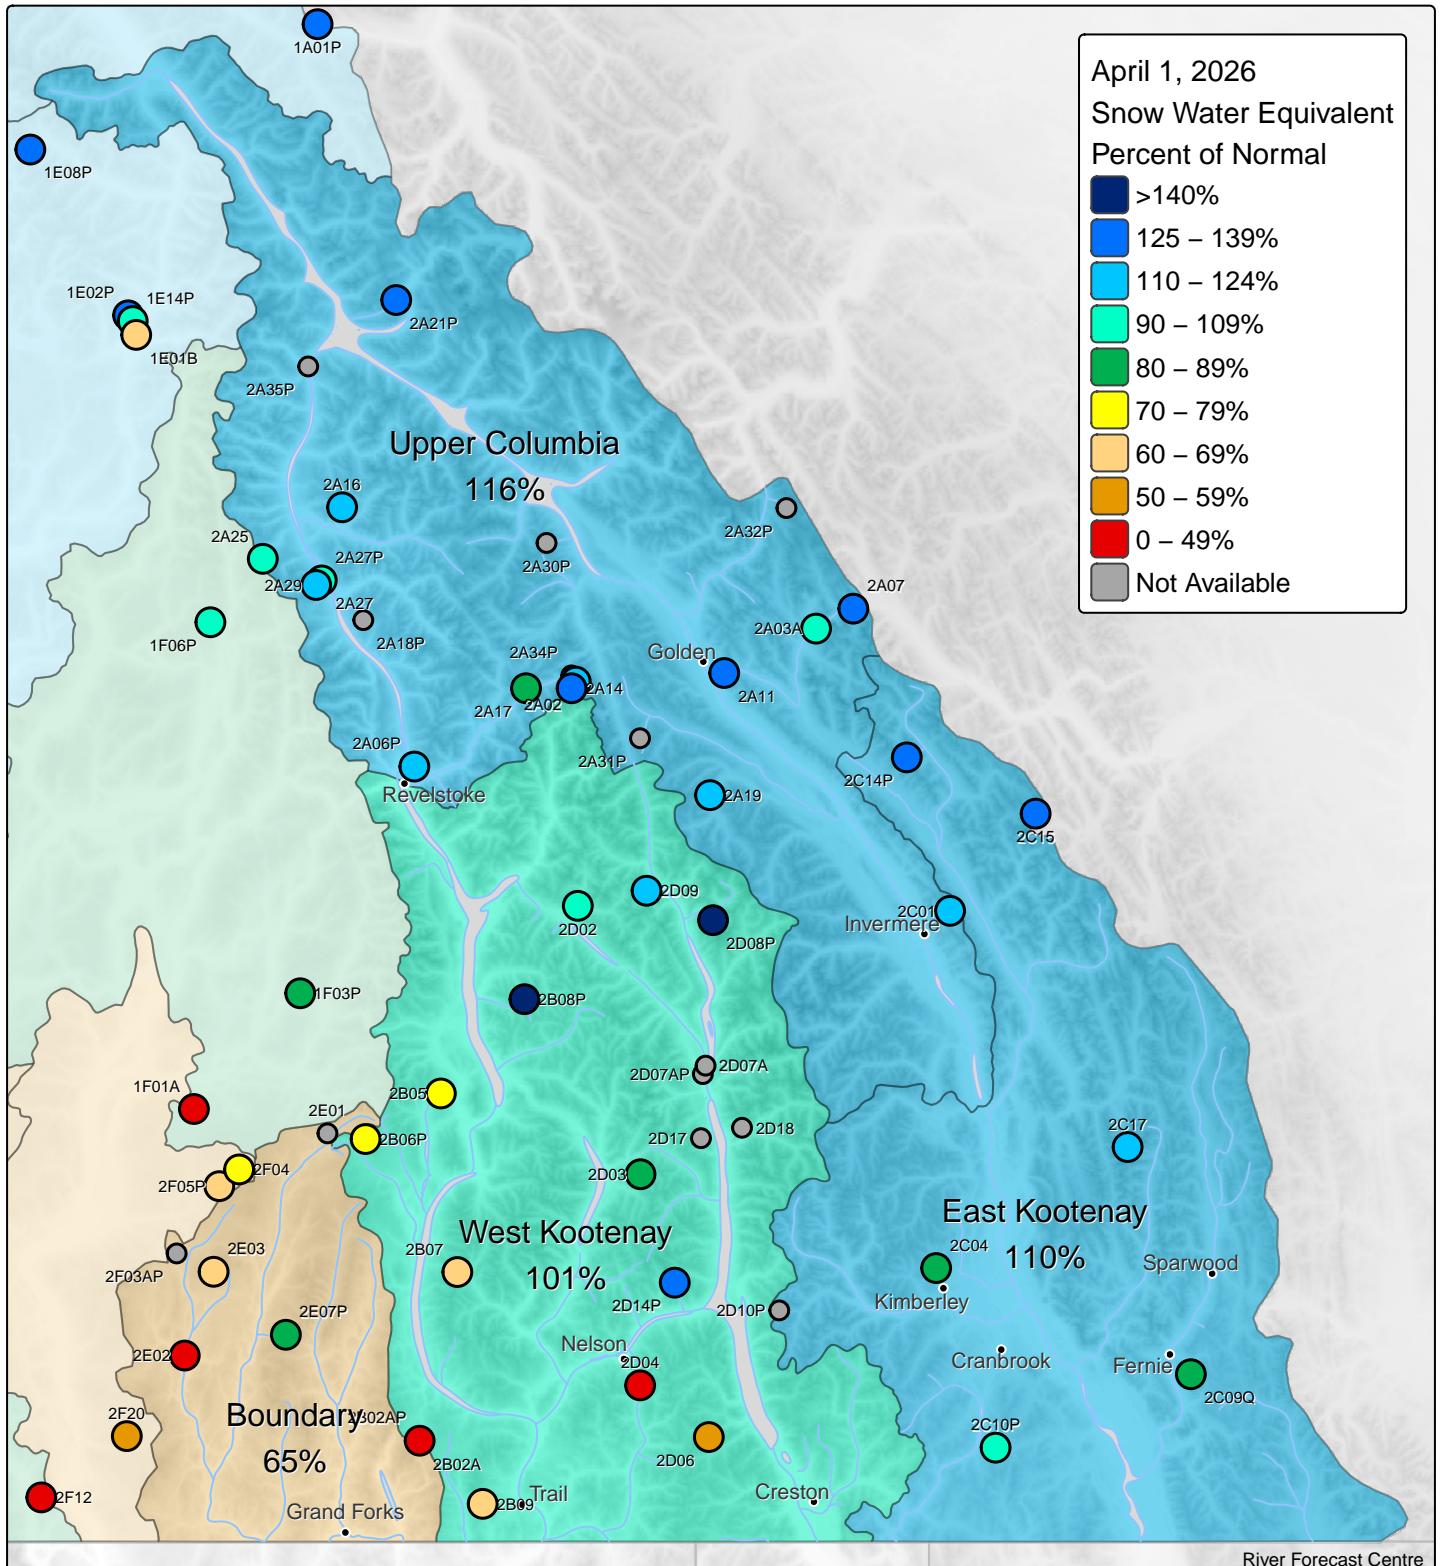 1A01P
April 1, 2026
Snow Water Equivalent
Percent of Normal
>140%
125 – 139%
110 – 124%
90 – 109%
80 – 89%
70 – 79%
60 – 69%
50 – 59%
0 – 49%
Not Available
1E08P
1E02P
1E14P
1E01B
2A21P
2A35P
Upper Columbia
116%
2A16
2A32P
2A25
2A27P
2A30P
2A29
2A27
2A07
2A18P
2A03A
1F06P
2A34P
Golden
2A14
2A11
2A02
2A17
2A06P
2A31P
2C14P
Revelstoke
2A19
2C15
2D09
2C01
Invermere
2D02
2D08P
1F03P
2B08P
2D07A
2D07AP
1F01A
2B05
2E01
2B06P
2D17
2D18
2C17
2F04
2F05P
2D03
West Kootenay
101%
East Kootenay
110%
2E03
2B07
2C04
2F03AP
Sparwood
2D14P
Kimberley
2E07P
2D10P
Nelson
2E02
2D04
Cranbrook
Fernie
2C09Q
Boundary
65%
2F20
2B02AP
2C10P
2B02A
2D06
2F12
2B09
Trail
Creston
Grand Forks
River Forecast Centre